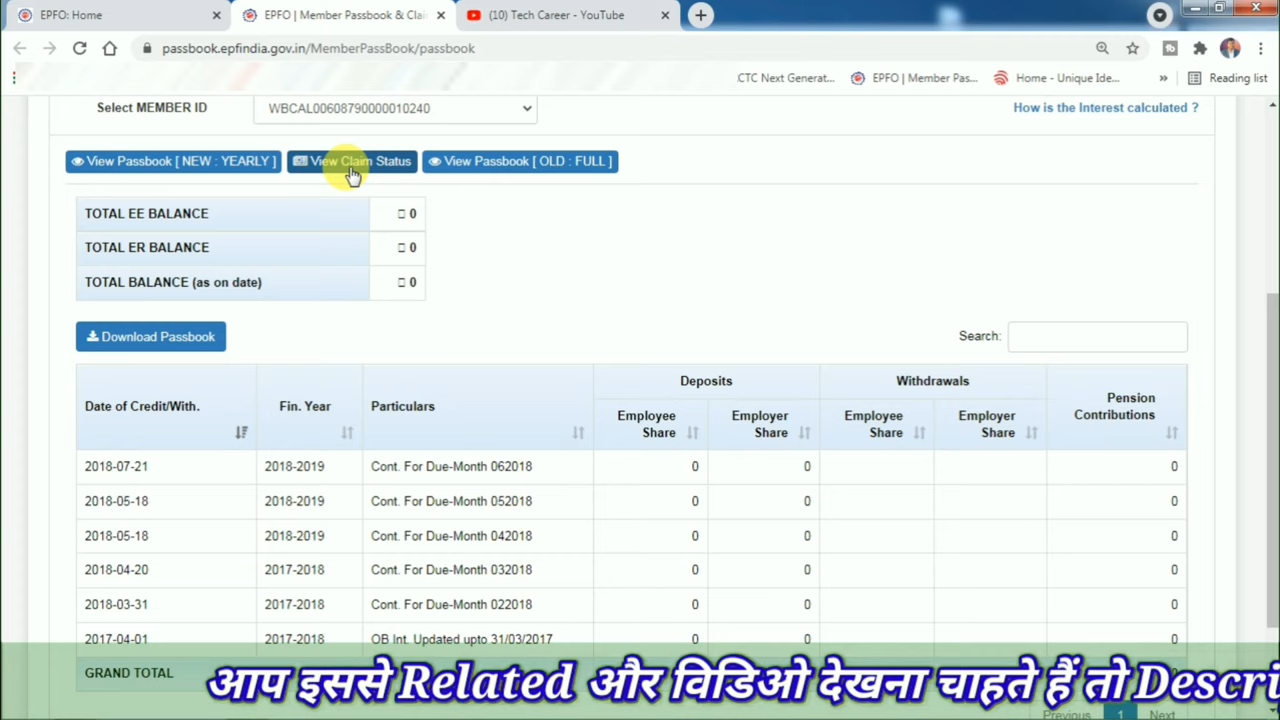 EPFO: Home
EPFO | Member Passbook & Clai
(10) Tech Career - YouTube
passbook.epfindia.gov.in/MemberPassBook/passbook
CTC Next Generat...
EPFO | Member Pas...
Home - Unique Ide...
Reading list
Select MEMBER ID WBCAL00608790000010240 How is the Interest calculated ?
View Passbook [ NEW : YEARLY ] View Claim Status View Passbook [ OLD : FULL ]
TOTAL EE BALANCE 0
TOTAL ER BALANCE 0
TOTAL BALANCE (as on date) 0
Download Passbook Search:
Deposits Withdrawals
Date of Credit/With. Fin. Year Particulars Employee Share Employer Share Employee Share Employer Share Pension Contributions
2018-07-21 2018-2019 Cont. For Due-Month 062018 0 0 0
2018-05-18 2018-2019 Cont. For Due-Month 052018 0 0 0
2018-05-18 2018-2019 Cont. For Due-Month 042018 0 0 0
2018-04-20 2017-2018 Cont. For Due-Month 032018 0 0 0
2018-03-31 2017-2018 Cont. For Due-Month 022018 0 0 0
2017-04-01 2017-2018 OB Int. Updated upto 31/03/2017 0 0 0
GRAND TOTAL
आप इससे Related और विडिओ देखना चाहते हैं तो Descri
Previous 1 Next